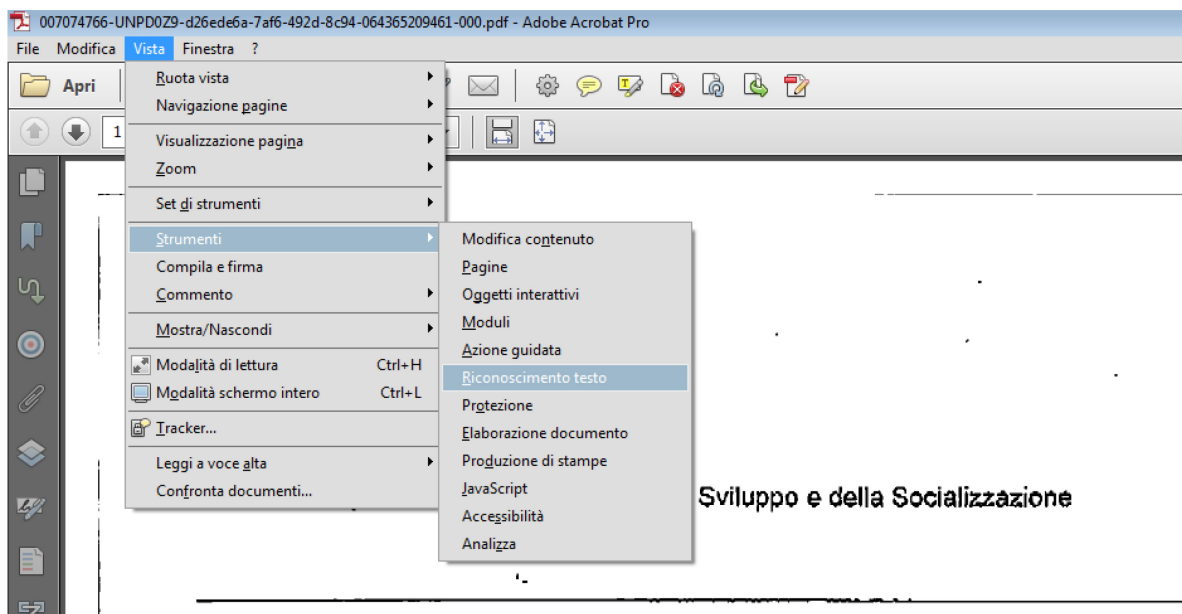 007074766-UNPD0Z9-d26ede6a-7af6-492d-8c94-064365209461-000.pdf - Adobe Acrobat Pro
File Modifica Vista Finestra ?
Apri
1
Ruota vista
Navigazione pagine
Visualizzazione pagina
Zoom
Set di strumenti
Strumenti
Compila e firma
Commento
Mostra/Nascondi
Modalità di lettura Ctrl+H
Modalità schermo intero Ctrl+L
Tracker...
Leggi a voce alta
Confronta documenti...
Modifica contenuto
Pagine
Oggetti interattivi
Moduli
Azione guidata
Riconoscimento testo
Protezione
Elaborazione documento
Produzione di stampe
JavaScript
Accessibilità
Analizza
Sviluppo e della Socializzazione